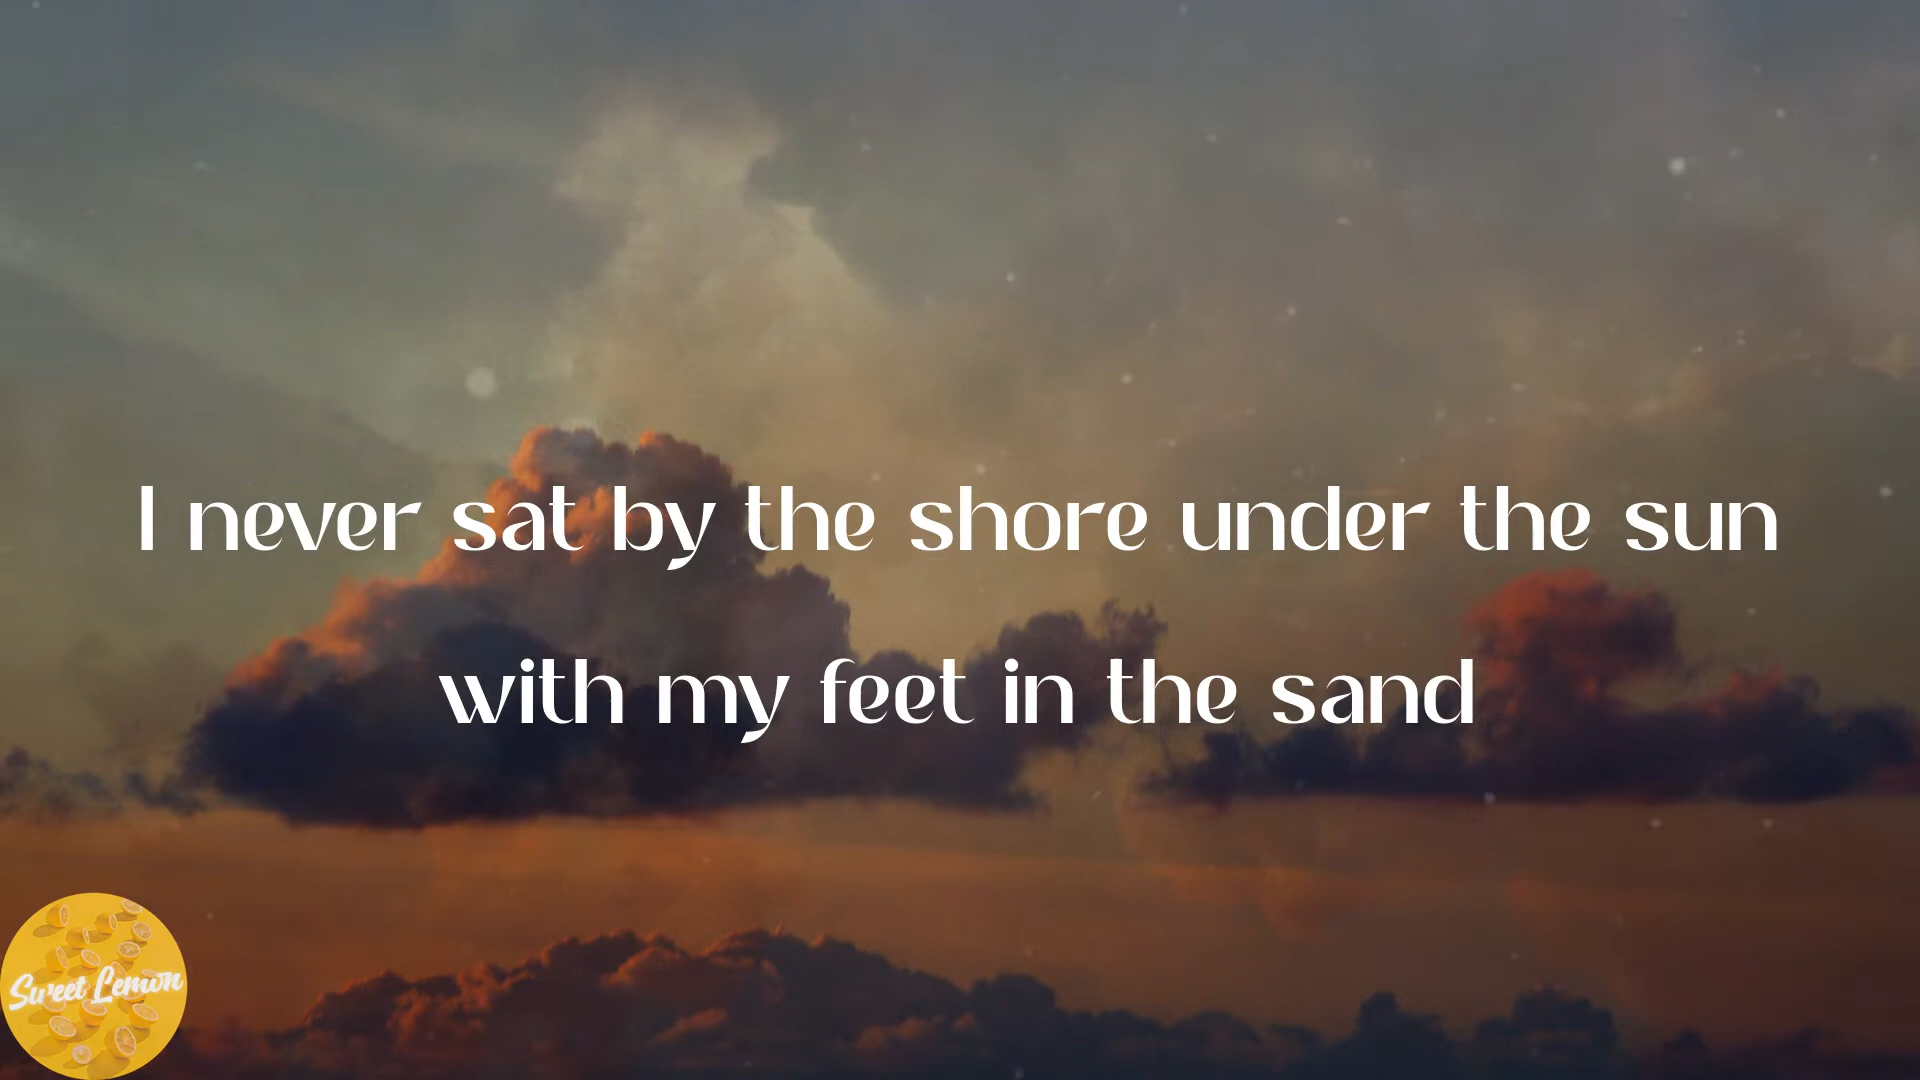 I never sat by the shore under the sun
with my feet in the sand
Sweet Lemon